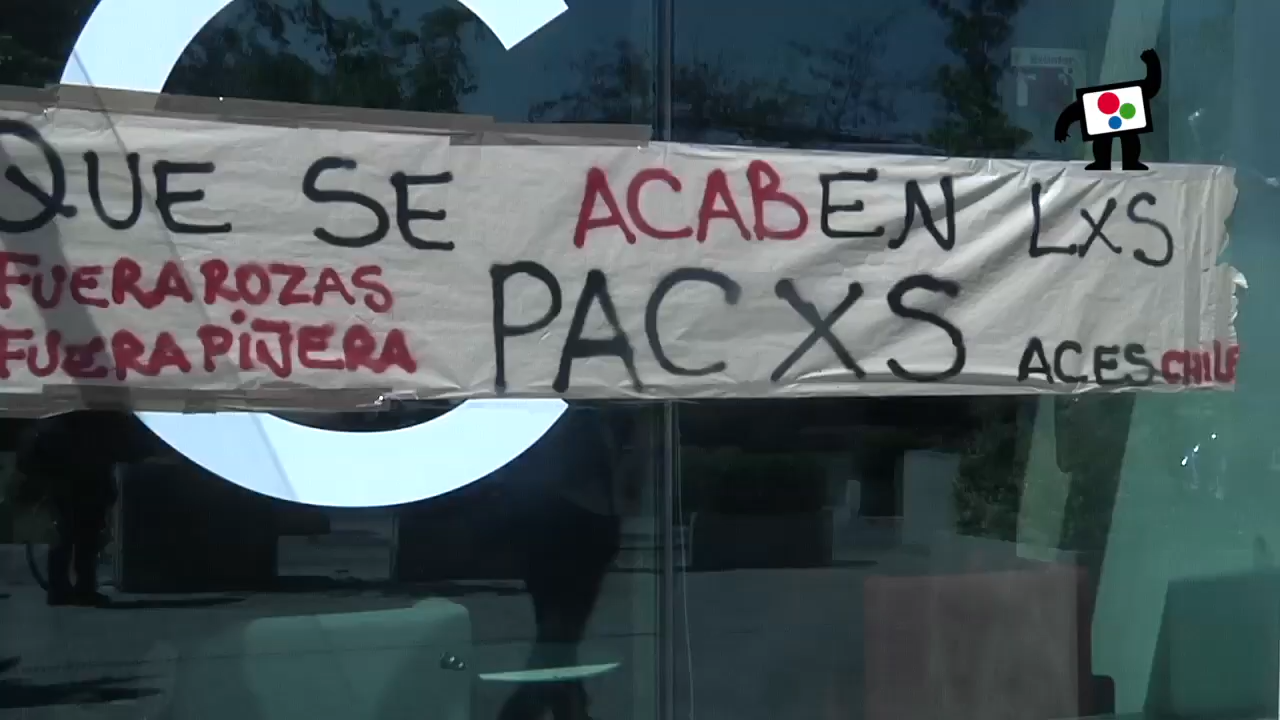 QUE SE ACABEN LXS
FUERA ROZAS
FUERA PIÑERA
PACXS
ACES CHILE